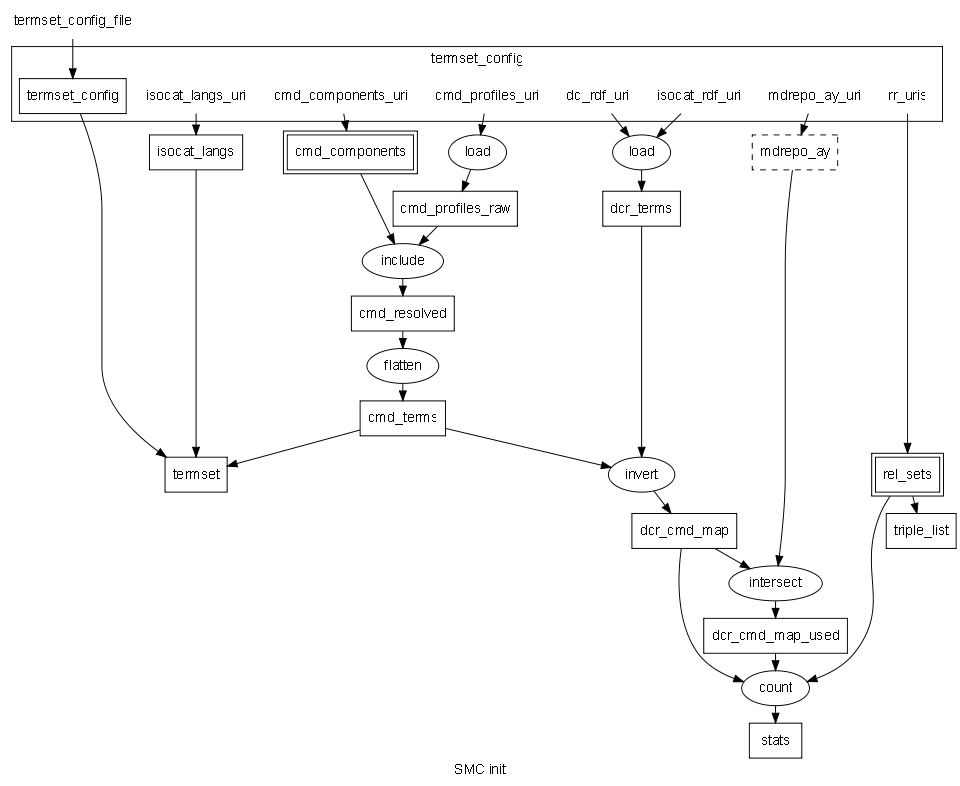 termset_config_file
termset_config
termset_config isocat_langs_uri cmd_components_uri cmd_profiles_uri dc_rdf_uri isocat_rdf_uri mdrepo_ay_uri rr_uris
isocat_langs cmd_components load load mdrepo_ay
cmd_profiles_raw dcr_terms
include
cmd_resolved
flatten
cmd_terms
termset invert rel_sets
dcr_cmd_map triple_list
intersect
dcr_cmd_map_used
count
stats
SMC init